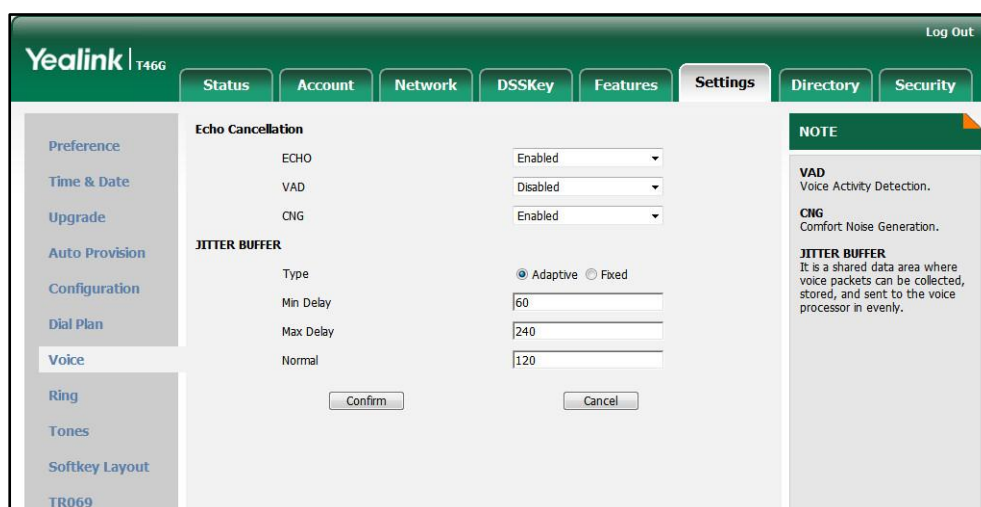 Log Out
Yealink | T46G
Status Account Network DSSKey Features Settings Directory Security
Preference
Time & Date
Upgrade
Auto Provision
Configuration
Dial Plan
Voice
Ring
Tones
Softkey Layout
TR069
Echo Cancellation
ECHO Enabled
VAD Disabled
CNG Enabled
JITTER BUFFER
Type Adaptive Fixed
Min Delay 60
Max Delay 240
Normal 120
Confirm Cancel
NOTE
VAD
Voice Activity Detection.
CNG
Comfort Noise Generation.
JITTER BUFFER
It is a shared data area where
voice packets can be collected,
stored, and sent to the voice
processor in evenly.